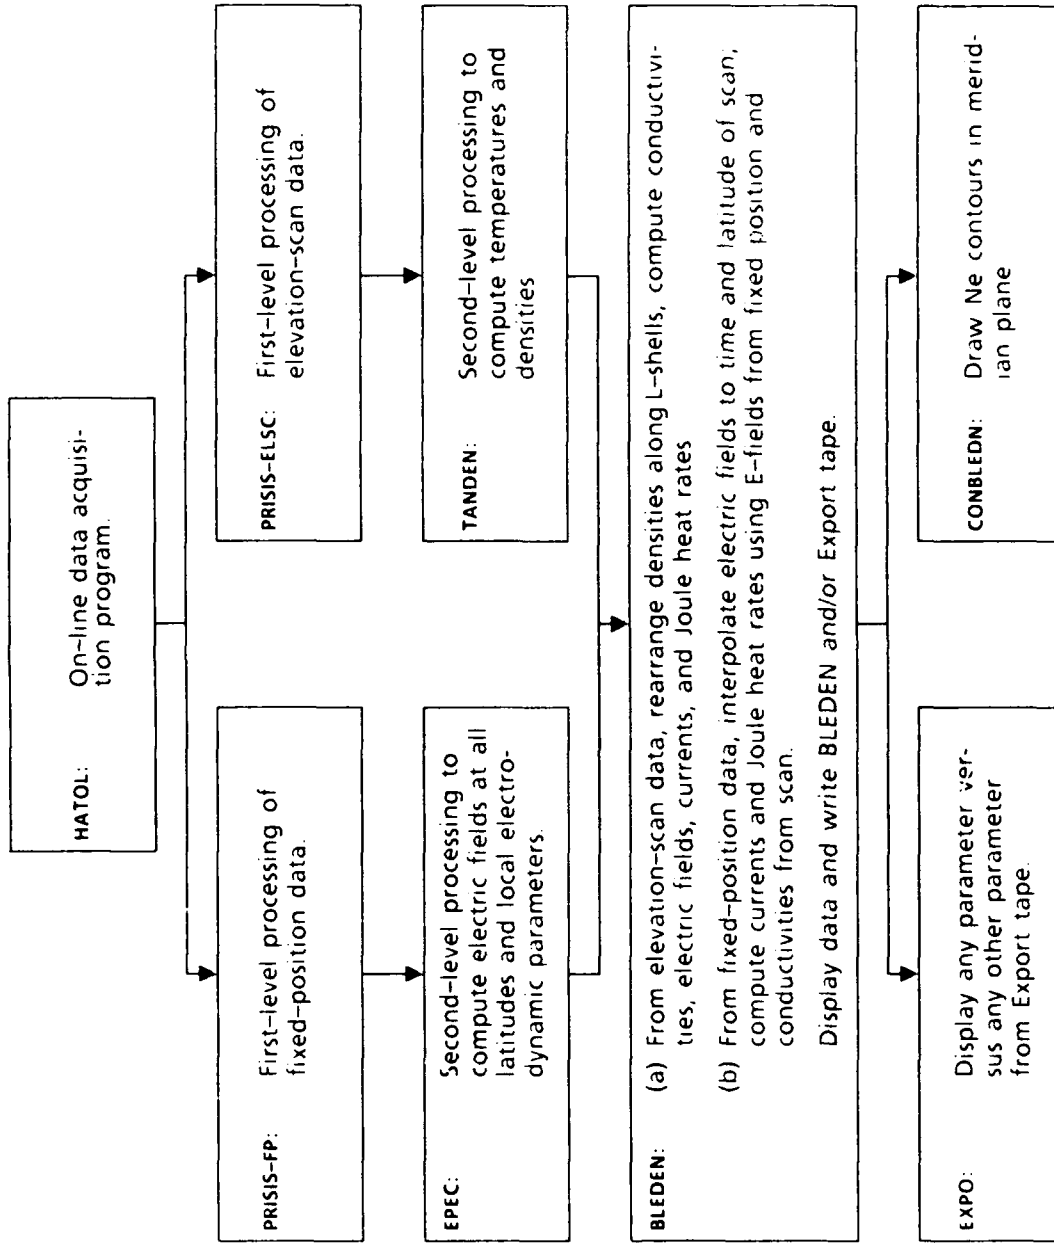 HATOL: On-line data acquisi-
tion program.
PRISIS-FP: First-level processing of
fixed-position data.
PRISIS-ELSC: First-level processing of
elevation-scan data.
EPEC: Second-level processing to
compute electric fields at all
latitudes and local electro-
dynamic parameters.
TANDEN: Second-level processing to
compute temperatures and
densities
BLEDEN: (a) From elevation-scan data, rearrange densities along L-shells, compute conductivi-
ties, electric fields, currents, and Joule heat rates
(b) From fixed-position data, interpolate electric fields to time and latitude of scan;
compute currents and Joule heat rates using E-fields from fixed position and
conductivities from scan.
Display data and write BLEDEN and/or Export tape.
EXPO: Display any parameter ver-
sus any other parameter
from Export tape.
CONBLEDN: Draw Ne contours in merid-
ian plane